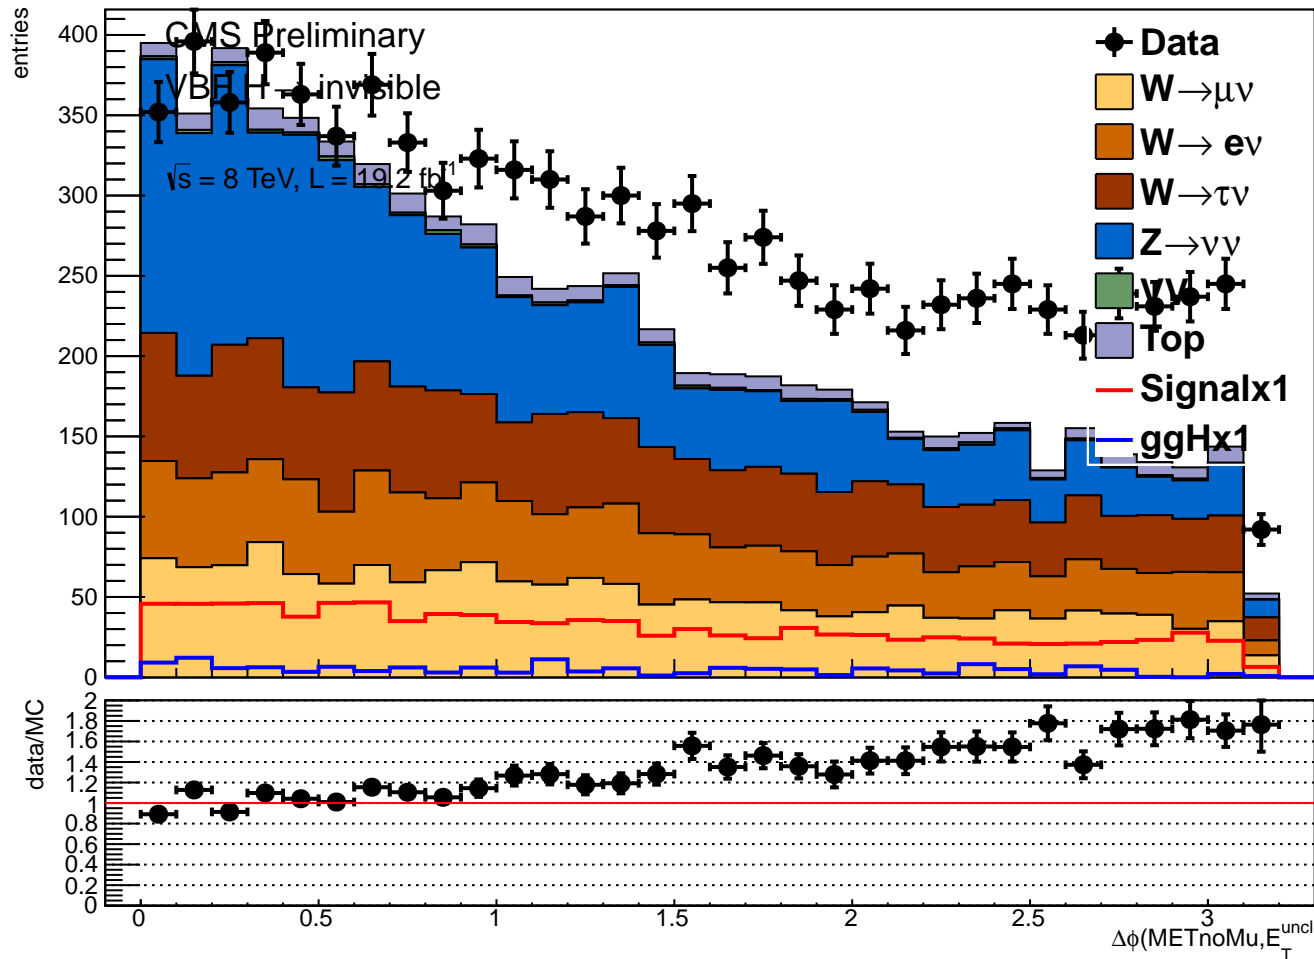 entries
400
350
300
250
200
150
100
50
0
CMS Preliminary
VBF H → invisible
√s = 8 TeV, L = 19.2 fb⁻¹
Data
W→μν
W→ eν
W→τν
Z→νν
VV
Top
Signalx1
ggHx1
data/MC
2
1.8
1.6
1.4
1.2
1
0.8
0.6
0.4
0.2
0
0 0.5 1 1.5 2 2.5 3
Δϕ(METnoMu,E_T^uncl